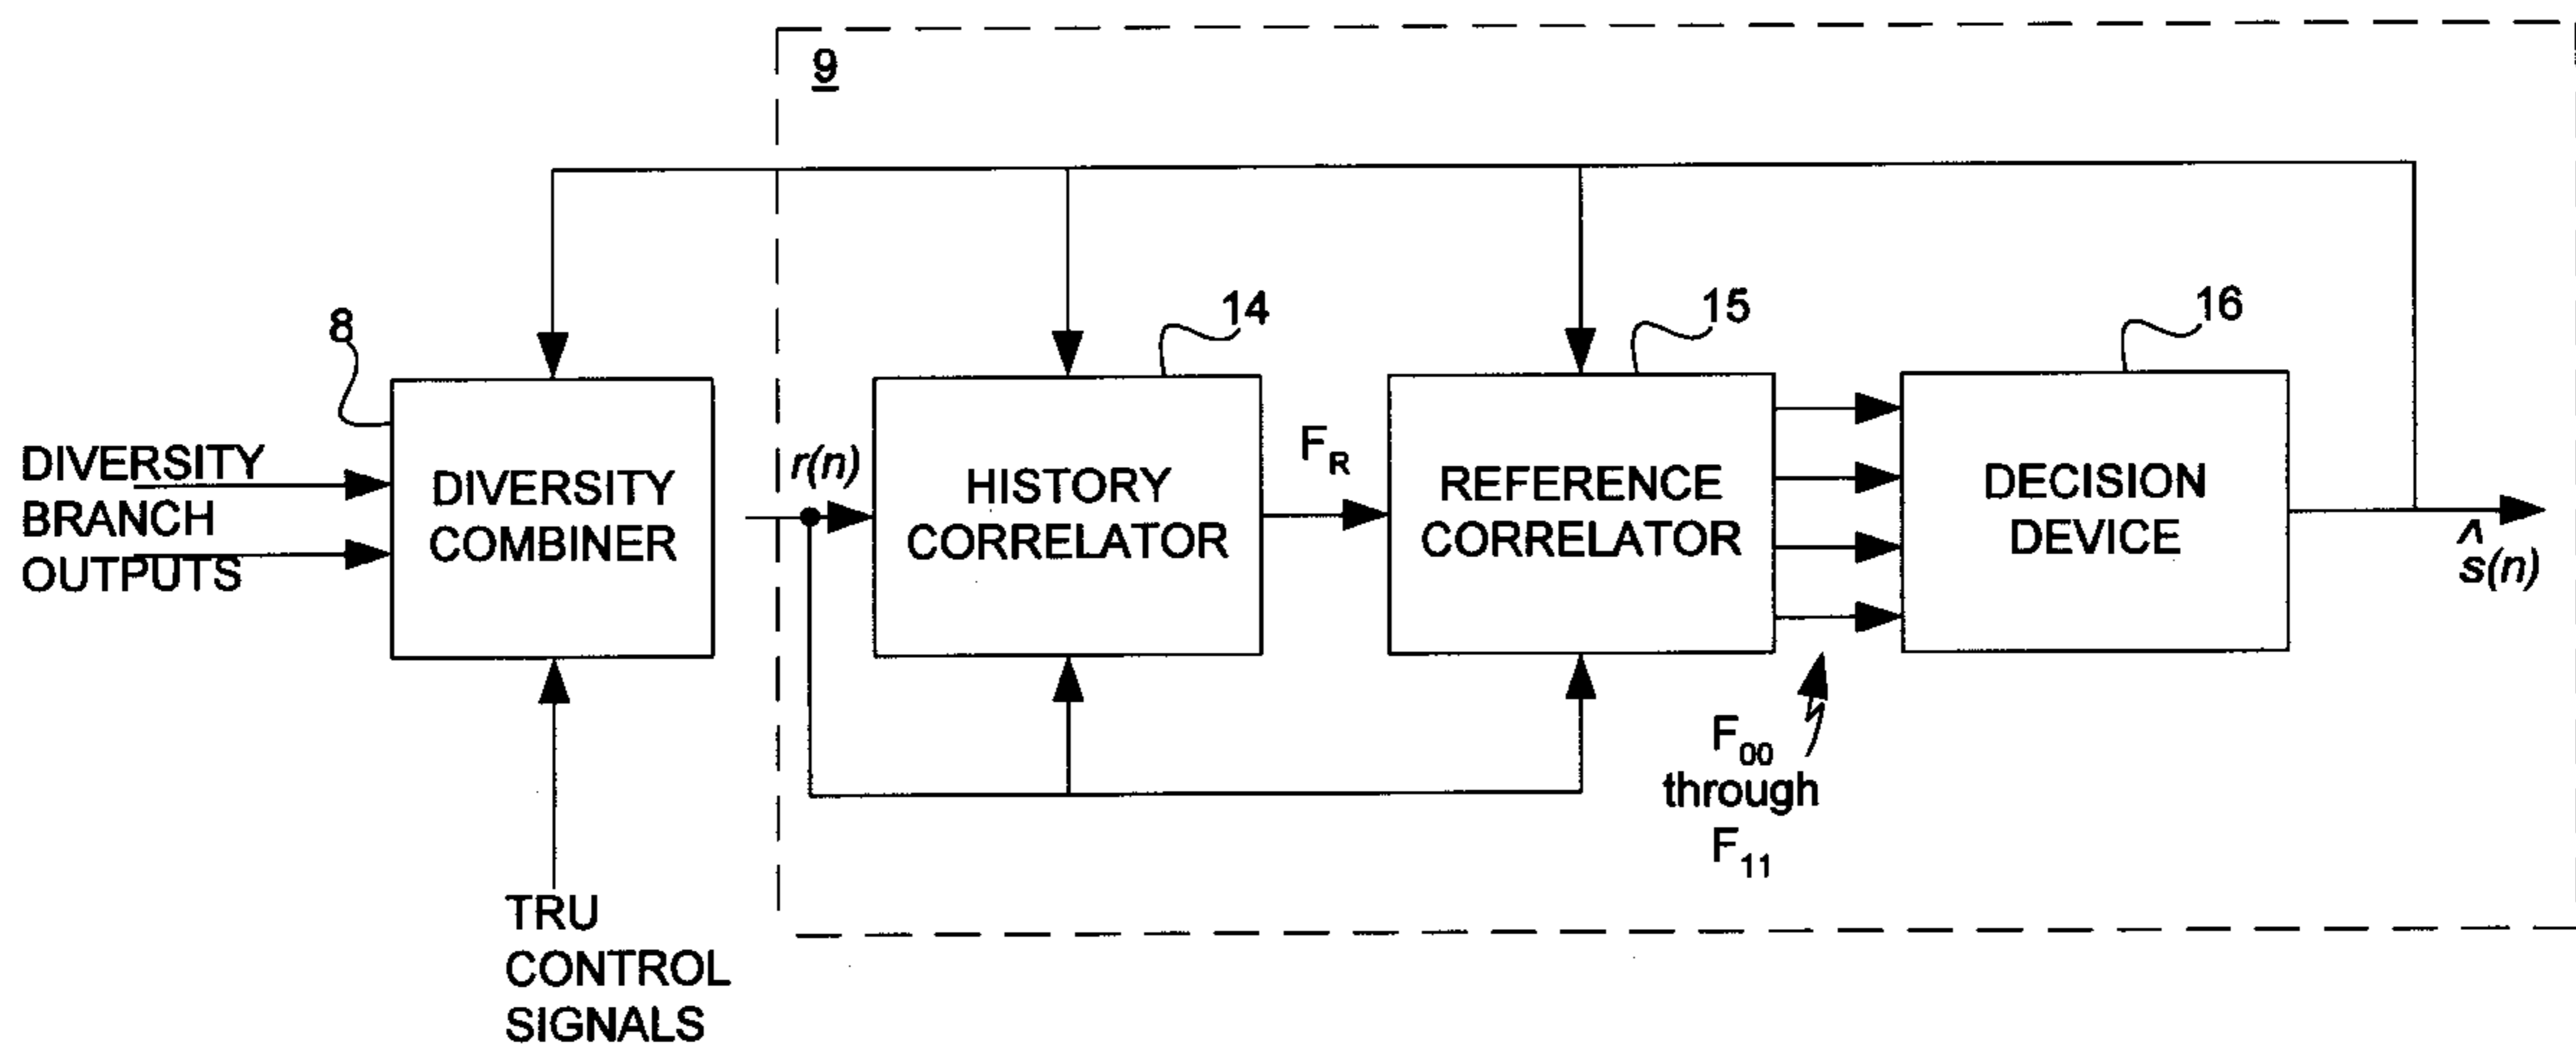 9
8
14
15
16
DIVERSITY
BRANCH
OUTPUTS
DIVERSITY
COMBINER
r(n)
HISTORY
CORRELATOR
F_R
REFERENCE
CORRELATOR
DECISION
DEVICE
^
s(n)
F_00
through
F_11
TRU
CONTROL
SIGNALS